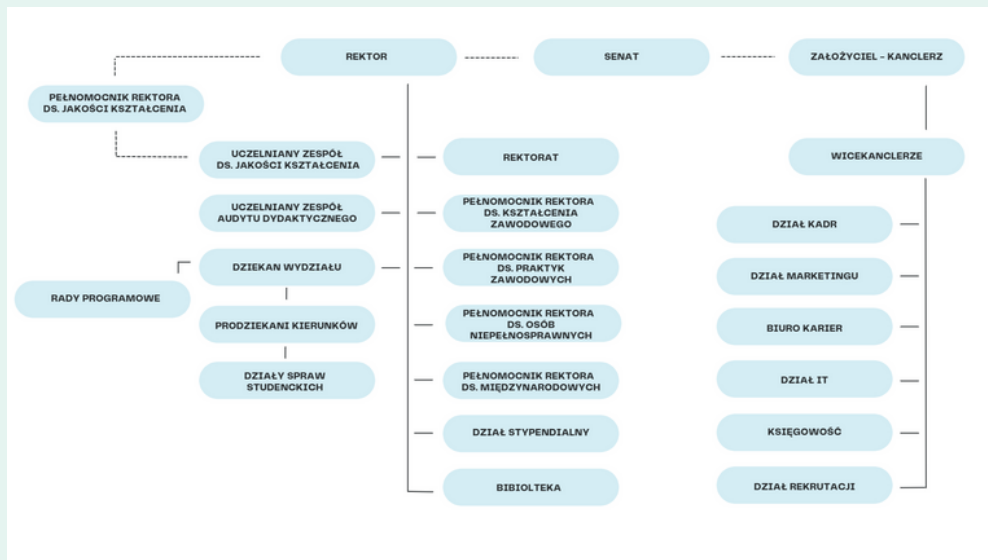 REKTOR
SENAT
ZAŁOŻYCIEL – KANCLERZ
PEŁNOMOCNIK REKTORA
DS. JAKOŚCI KSZTAŁCENIA
UCZELNIANY ZESPÓŁ
DS. JAKOŚCI KSZTAŁCENIA
REKTORAT
WICEKANCLERZE
UCZELNIANY ZESPÓŁ
AUDYTU DYDAKTYCZNEGO
PEŁNOMOCNIK REKTORA
DS. KSZTAŁCENIA
ZAWODOWEGO
DZIAŁ KADR
DZIEKAN WYDZIAŁU
PEŁNOMOCNIK REKTORA
DS. PRAKTYK
ZAWODOWYCH
DZIAŁ MARKETINGU
RADY PROGRAMOWE
PRODZIEKANI KIERUNKÓW
PEŁNOMOCNIK REKTORA
DS. OSÓB
NIEPEŁNOSPRAWNYCH
BIURO KARIER
DZIAŁY SPRAW
STUDENCKICH
PEŁNOMOCNIK REKTORA
DS. MIĘDZYNARODOWYCH
DZIAŁ IT
DZIAŁ STYPENDIALNY
KSIĘGOWOŚĆ
BIBIOLTEKA
DZIAŁ REKRUTACJI